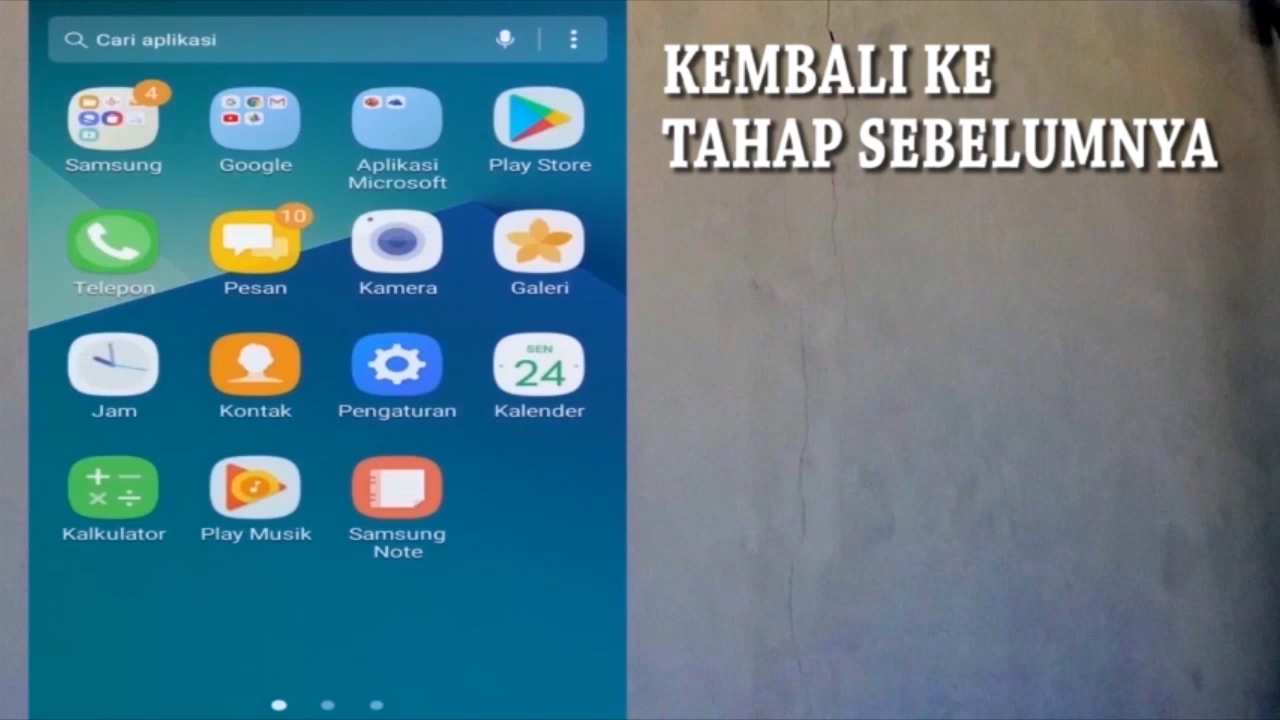 Cari aplikasi
4
Samsung
Google
Aplikasi
Microsoft
Play Store
10
Telepon
Pesan
Kamera
Galeri
Jam
Kontak
Pengaturan
SEN
24
Kalender
Kalkulator
Play Musik
Samsung
Note
KEMBALI KE
TAHAP SEBELUMNYA